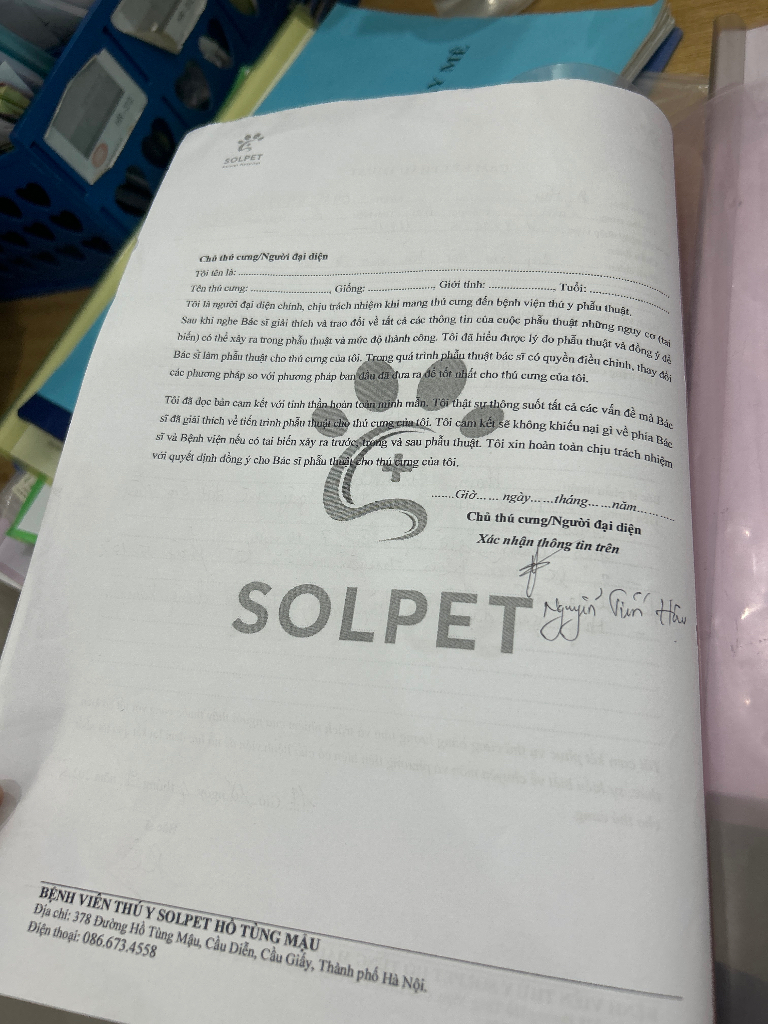 Y MÊ
SOLPET
Chủ thú cưng/Người đại diện
Tôi tên là: ........................................
Tên thú cưng: ...................., Giống: ..................., Giới tính: ..................., Tuổi: ...................
Tôi là người đại diện chính, chịu trách nhiệm khi mang thú cưng đến bệnh viện thú y phẫu thuật.
Sau khi nghe Bác sĩ giải thích và trao đổi về tất cả các thông tin của cuộc phẫu thuật những nguy cơ (tai
biến) có thể xảy ra trong phẫu thuật và mức độ thành công. Tôi đã hiểu được lý do phẫu thuật và đồng ý để
Bác sĩ làm phẫu thuật cho thú cưng của tôi. Trong quá trình phẫu thuật bác sĩ có quyền điều chỉnh, thay đổi
các phương pháp so với phương pháp ban đầu đã đưa ra để tốt nhất cho thú cưng của tôi.
Tôi đã đọc bản cam kết với tinh thần hoàn toàn minh mẫn. Tôi thật sự thông suốt tất cả các vấn đề mà Bác
sĩ đã giải thích về tiến trình phẫu thuật cho thú cưng của tôi. Tôi cam kết sẽ không khiếu nại gì về phía Bác
sĩ và Bệnh viện nếu có tai biến xảy ra trước, trong và sau phẫu thuật. Tôi xin hoàn toàn chịu trách nhiệm
với quyết định đồng ý cho Bác sĩ phẫu thuật cho thú cưng của tôi.
.......Giờ...... ngày ......tháng......năm............
Chủ thú cưng/Người đại diện
Xác nhận thông tin trên
Nguyễn Tiến Hậu
SOLPET
BỆNH VIỆN THÚ Y SOLPET HỒ TÙNG MẬU
Địa chỉ: 378 Đường Hồ Tùng Mậu, Cầu Diễn, Cầu Giấy, Thành phố Hà Nội.
Điện thoại: 086.673.4558